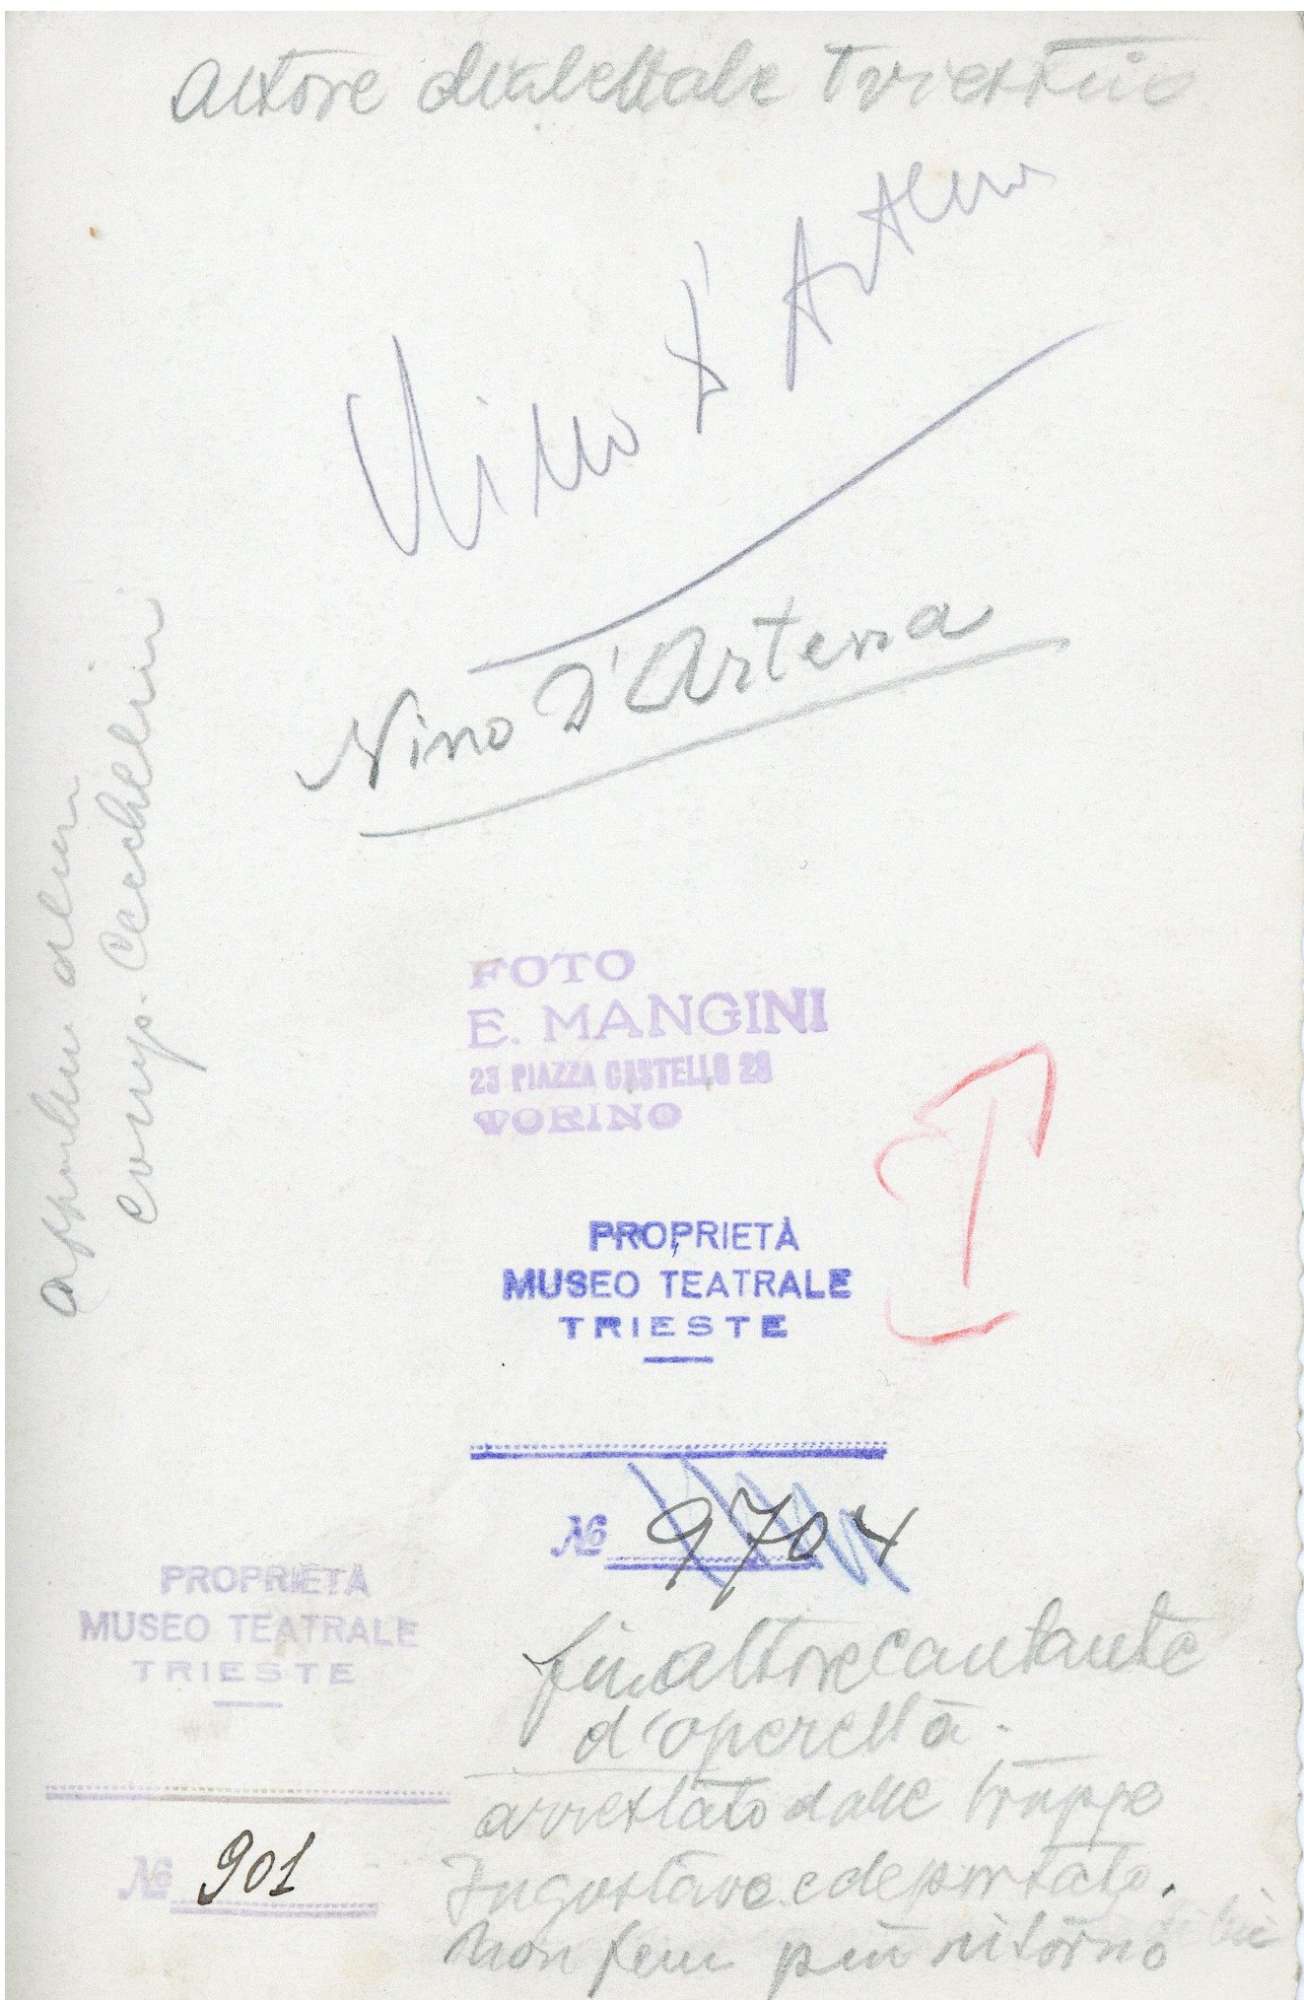 attore dialettale triestino
Nino D'Artena
Nino D'Artena
comp. Cecchelin
FOTO
E. MANGINI
23 PIAZZA CASTELLO 23
TORINO
PROPRIETÀ
MUSEO TEATRALE
TRIESTE
№ 9704
PROPRIETÀ
MUSEO TEATRALE
TRIESTE
№ 901
fu attore cantante
d'operetta.
arrestato dalle truppe
Jugoslave e deportato.
Non fece più ritorno